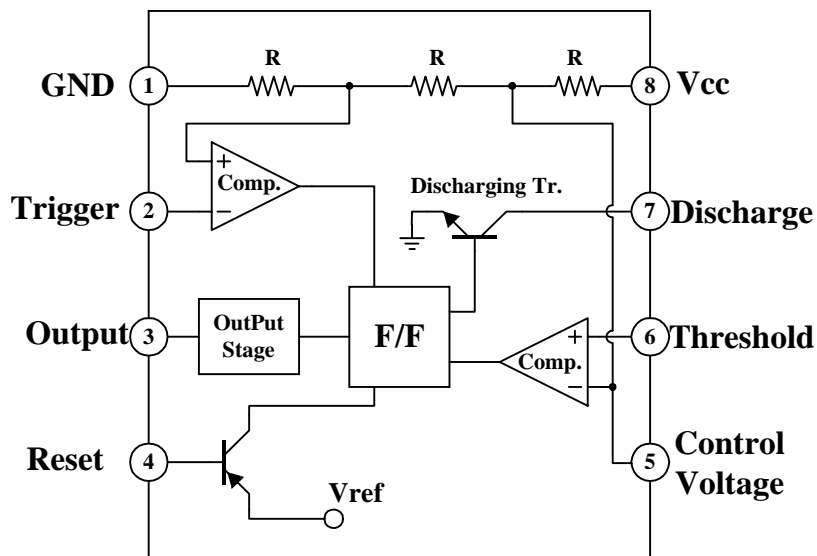 R R R
GND 1 8 Vcc
+
Comp.
−
Trigger 2
Discharging Tr.
7 Discharge
Output 3
OutPut
Stage
F/F
+
Comp.
−
6 Threshold
Reset 4
5 Control
Voltage
Vref